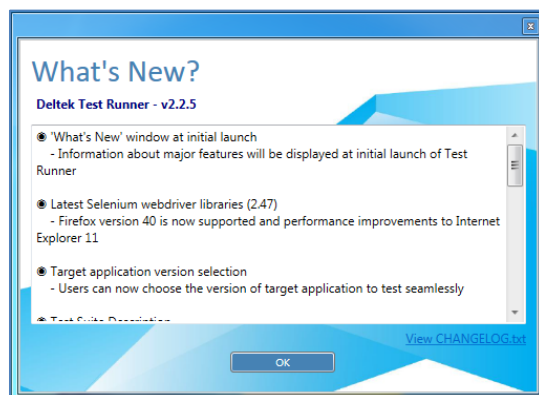 What's New?
Deltek Test Runner - v2.2.5
◉ 'What's New' window at initial launch
- Information about major features will be displayed at initial launch of Test
Runner
◉ Latest Selenium webdriver libraries (2.47)
- Firefox version 40 is now supported and performance improvements to Internet
Explorer 11
◉ Target application version selection
- Users can now choose the version of target application to test seamlessly
◉ Test Suite Description
View CHANGELOG.txt
OK